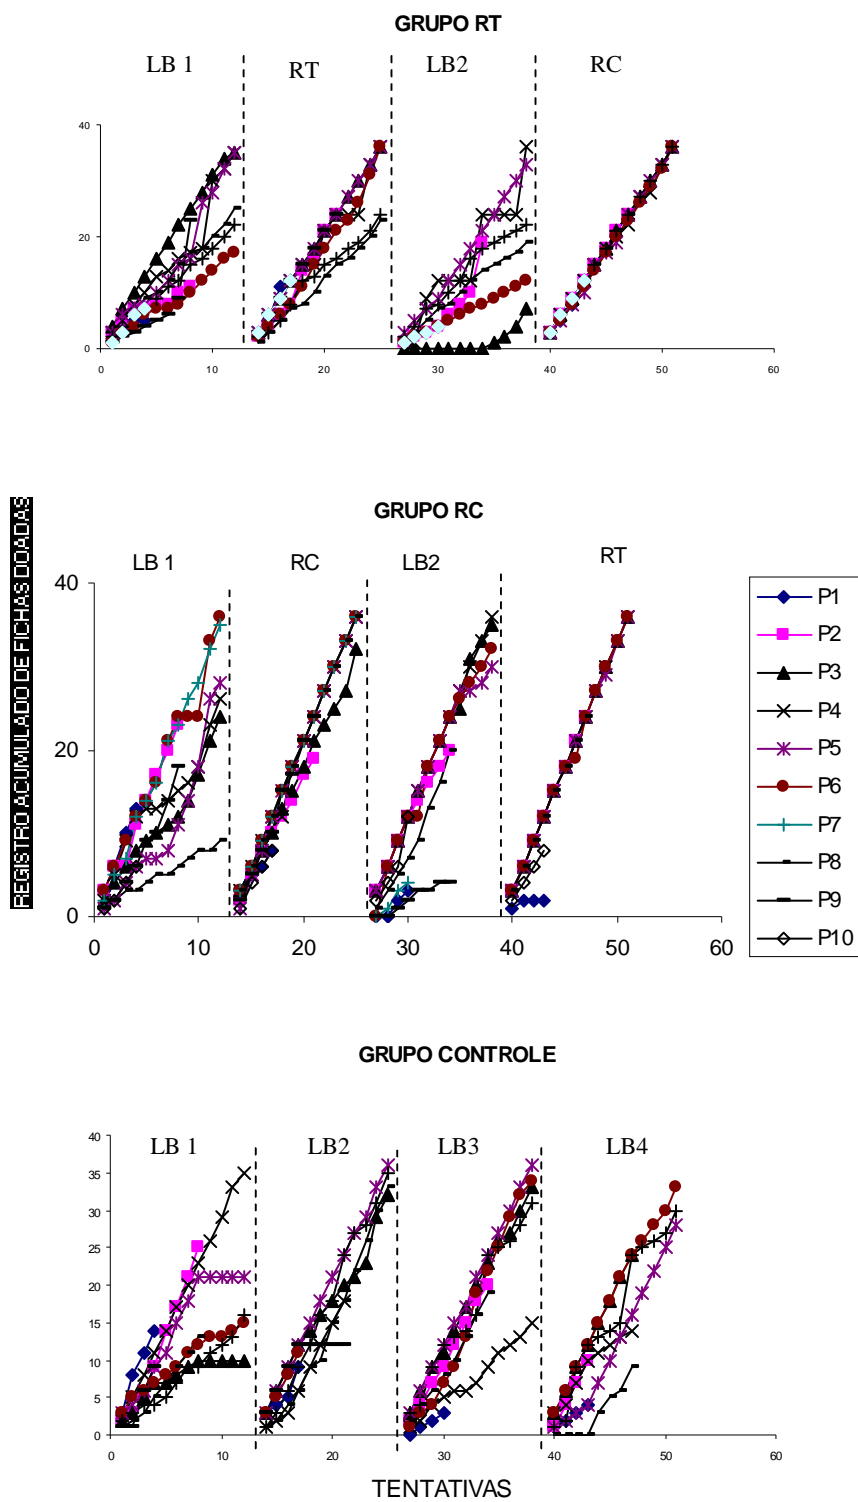 GRUPO RT
LB 1 RT LB2 RC
40
20
0
0 10 20 30 40 50 60
GRUPO RC
LB 1 RC LB2 RT
REGISTRO ACUMULADO DE FICHAS DOADAS
40
20
0
0 10 20 30 40 50 60
P1
P2
P3
P4
P5
P6
P7
P8
P9
P10
GRUPO CONTROLE
LB 1 LB2 LB3 LB4
40
35
30
25
20
15
10
5
0
0 10 20 30 40 50 60
TENTATIVAS